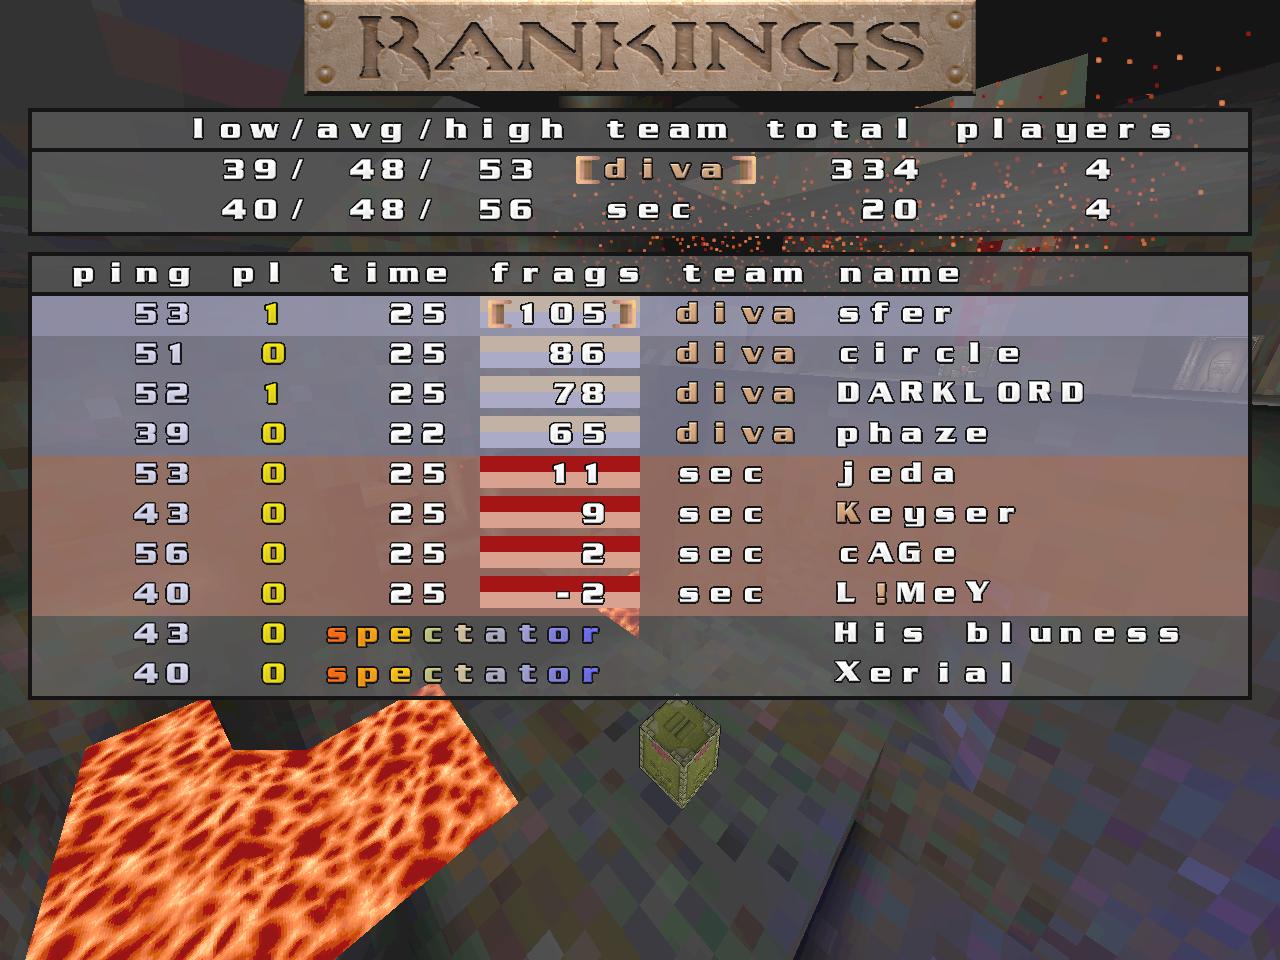 RANKINGS
low/avg/high team total players
39/ 48/ 53 [diva] 334 4
40/ 48/ 56 sec 20 4
ping pl time frags team name
53 1 25 [105] diva sfer
51 0 25 86 diva circle
52 1 25 78 diva DARKLORD
39 0 22 65 diva phaze
53 0 25 11 sec jeda
43 0 25 9 sec Keyser
56 0 25 2 sec cAGe
40 0 25 -2 sec L!MeY
43 0 spectator His bluness
40 0 spectator Xerial